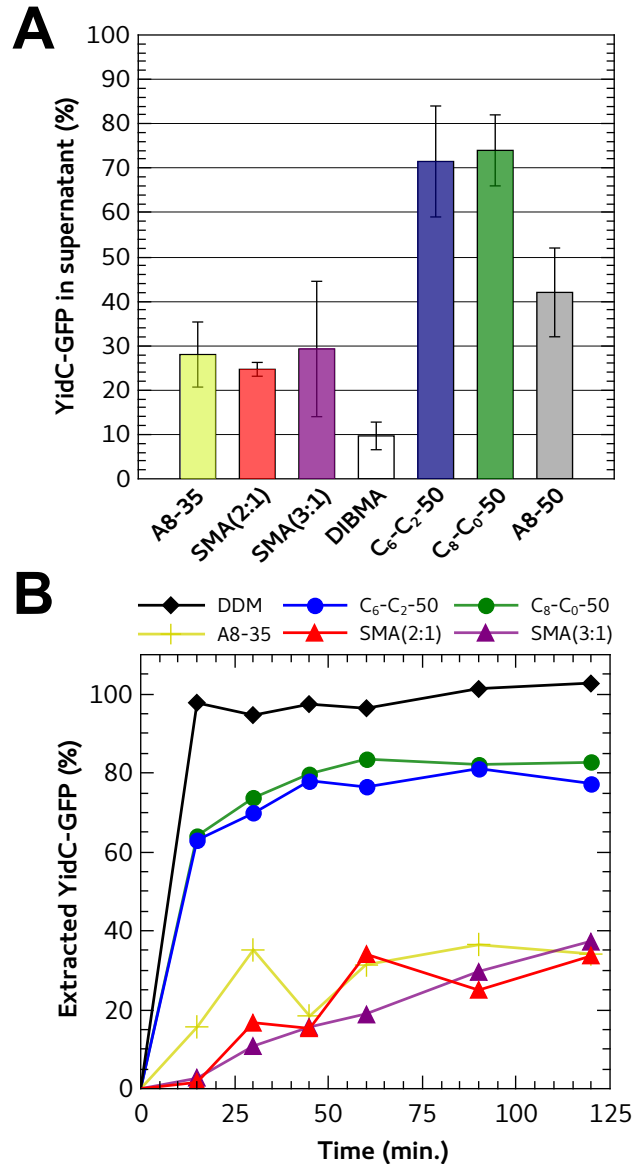 A
YidC-GFP in supernatant (%)
100
90
80
70
60
50
40
30
20
10
0
A8-35
SMA(2:1)
SMA(3:1)
DIBMA
C₆-C₂-50
C₈-C₀-50
A8-50
B
DDM C₆-C₂-50 C₈-C₀-50
A8-35 SMA(2:1) SMA(3:1)
Extracted YidC-GFP (%)
100
80
60
40
20
0
0 25 50 75 100 125
Time (min.)